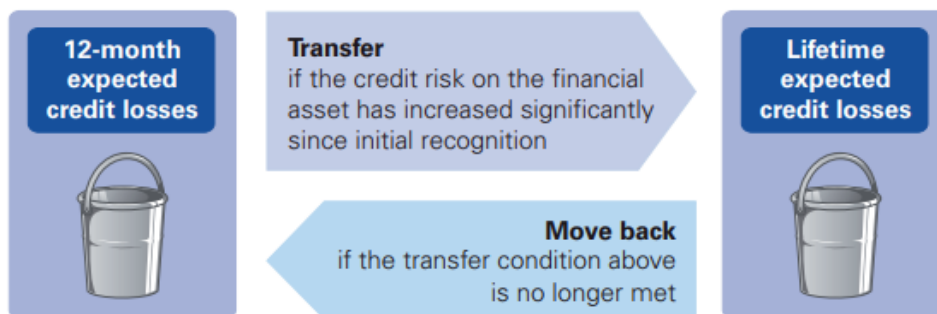 12-month
expected
credit losses
Transfer
if the credit risk on the financial
asset has increased significantly
since initial recognition
Lifetime
expected
credit losses
Move back
if the transfer condition above
is no longer met